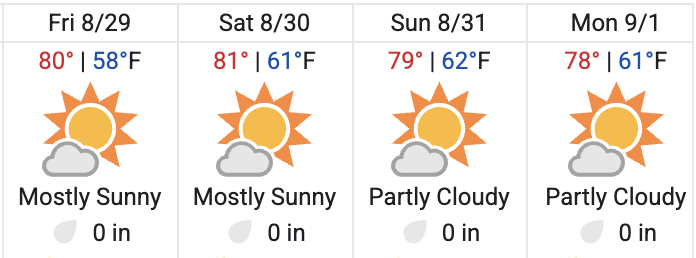 Fri 8/29 Sat 8/30 Sun 8/31 Mon 9/1
80° | 58°F 81° | 61°F 79° | 62°F 78° | 61°F
Mostly Sunny Mostly Sunny Partly Cloudy Partly Cloudy
0 in 0 in 0 in 0 in